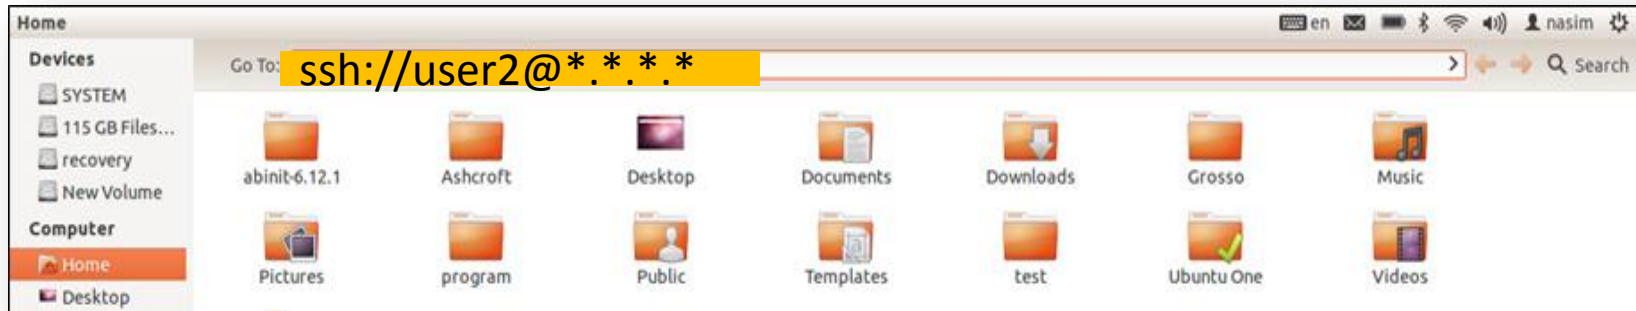 Home en nasim
Devices
Go To: ssh://user2@*.*.*.* Search
SYSTEM
115 GB Files...
recovery
New Volume
Computer
Home
Desktop
abinit-6.12.1 Ashcroft Desktop Documents Downloads Grosso Music
Pictures program Public Templates test Ubuntu One Videos